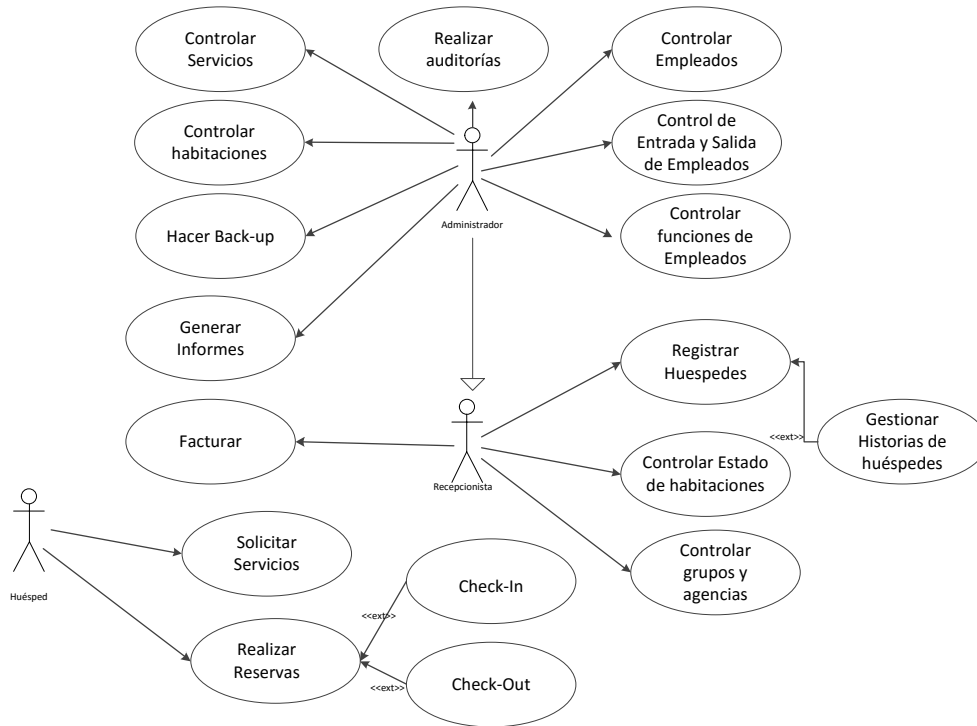 Controlar
Servicios
Realizar
auditorías
Controlar
Empleados
Controlar
habitaciones
Control de
Entrada y Salida
de Empleados
Administrador
Hacer Back-up
Controlar
funciones de
Empleados
Generar
Informes
Registrar
Huespedes
Facturar
Recepcionista
<<ext>>
Gestionar
Historias de
huéspedes
Controlar Estado
de habitaciones
Huésped
Solicitar
Servicios
Controlar
grupos y
agencias
<<ext>>
Check-In
Realizar
Reservas
<<ext>>
Check-Out